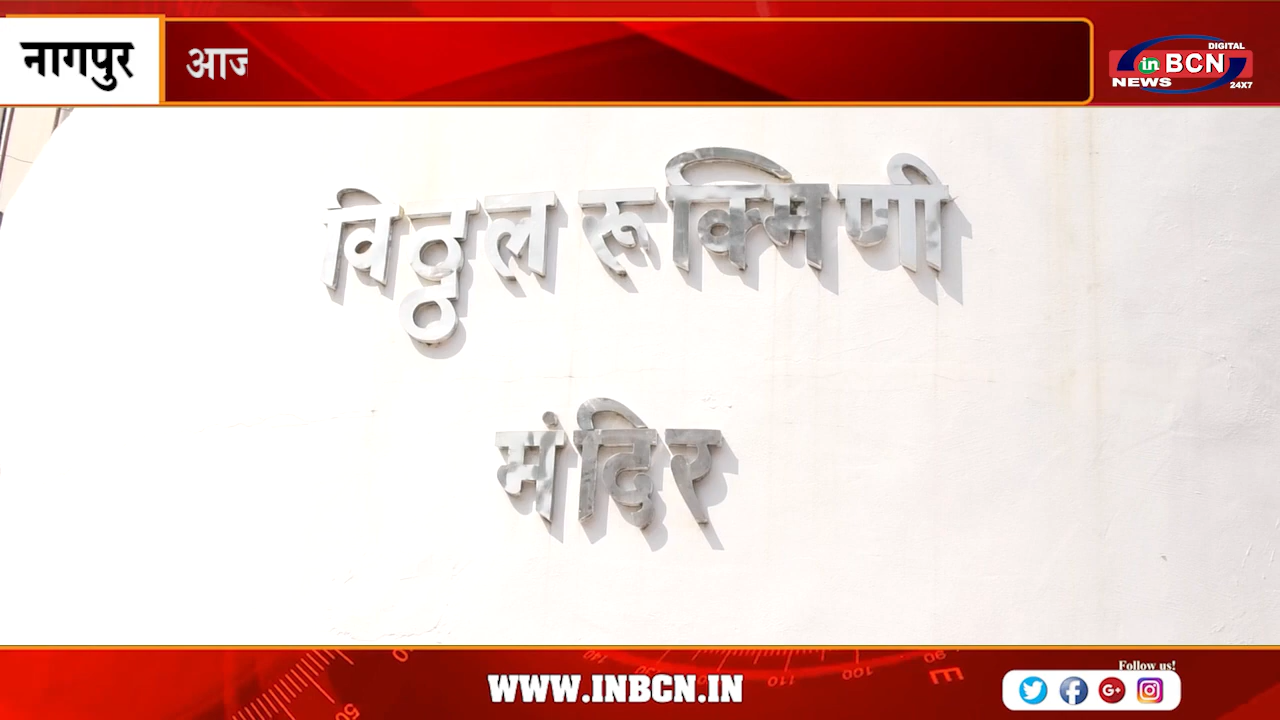 नागपुर
आज
DIGITAL
in BCN
NEWS 24X7
विठ्ठल रूक्मिणी
मंदिर
WWW.INBCN.IN
Follow us!